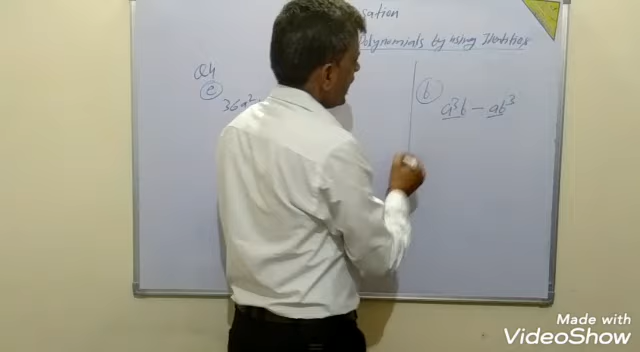 sation
Polynomials by using Identities
Q4
e 36a²
b a³b - ab³
Made with
VideoShow